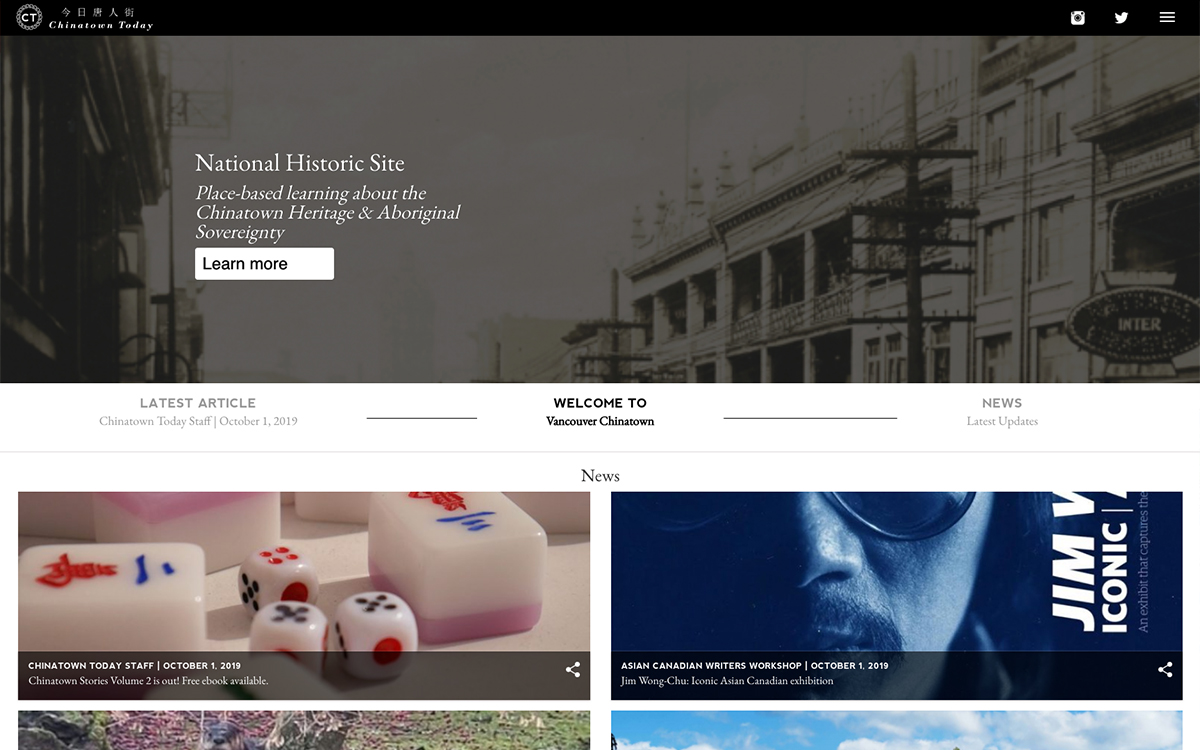 CT
今日唐人街
Chinatown Today
National Historic Site
Place-based learning about the
Chinatown Heritage & Aboriginal
Sovereignty
Learn more
INTER
LATEST ARTICLE
Chinatown Today Staff | October 1, 2019
WELCOME TO
Vancouver Chinatown
NEWS
Latest Updates
News
CHINATOWN TODAY STAFF | OCTOBER 1, 2019
Chinatown Stories Volume 2 is out! Free ebook available.
JIM
ICONIC |
An exhibit that captures the
ASIAN CANADIAN WRITERS WORKSHOP | OCTOBER 1, 2019
Jim Wong-Chu: Iconic Asian Canadian exhibition